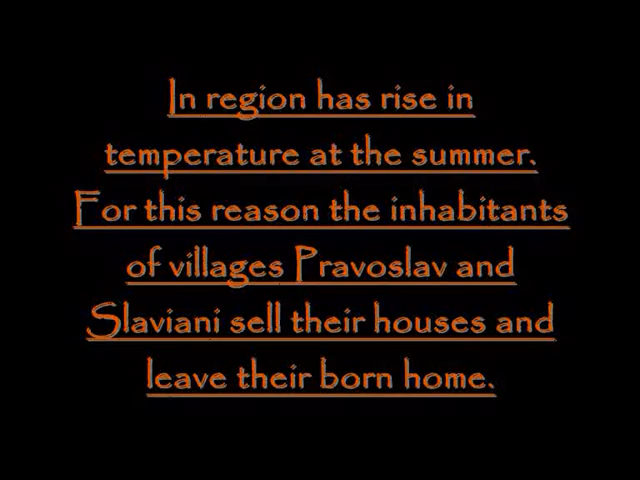 In region has rise in
temperature at the summer.
For this reason the inhabitants
of villages Pravoslav and
Slaviani sell their houses and
leave their born home.